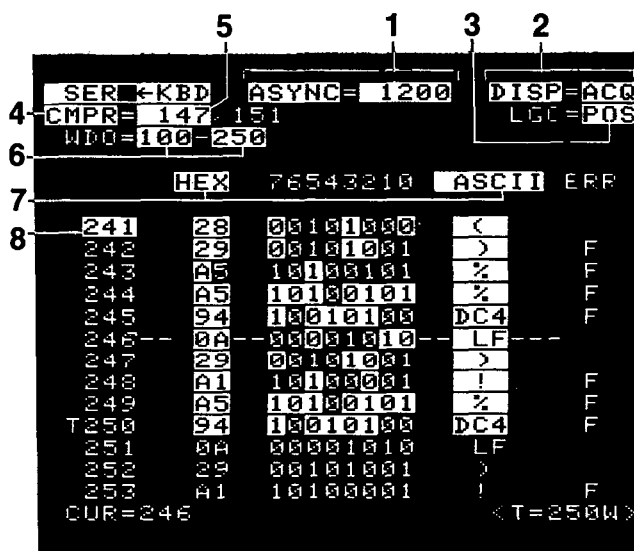 5 1 3 2
SER ←KBD ASYNC= 1200 DISP=ACQ
4 CMPR= 147/151 LGC=POS
6 WDO=100-250
7 HEX 76543210 ASCII ERR
8 241 28 00101000 (
242 29 00101001 ) F
243 A5 10100101 % F
244 A5 10100101 % F
245 94 10010100 DC4 F
246-- 0A--00001010-- LF----
247 29 00101001 )
248 A1 10100001 ! F
249 A5 10100101 % F
T250 94 10010100 DC4 F
251 0A 00001010 LF
252 29 00101001 )
253 A1 10100001 ! F
CUR=246 <T=250W>